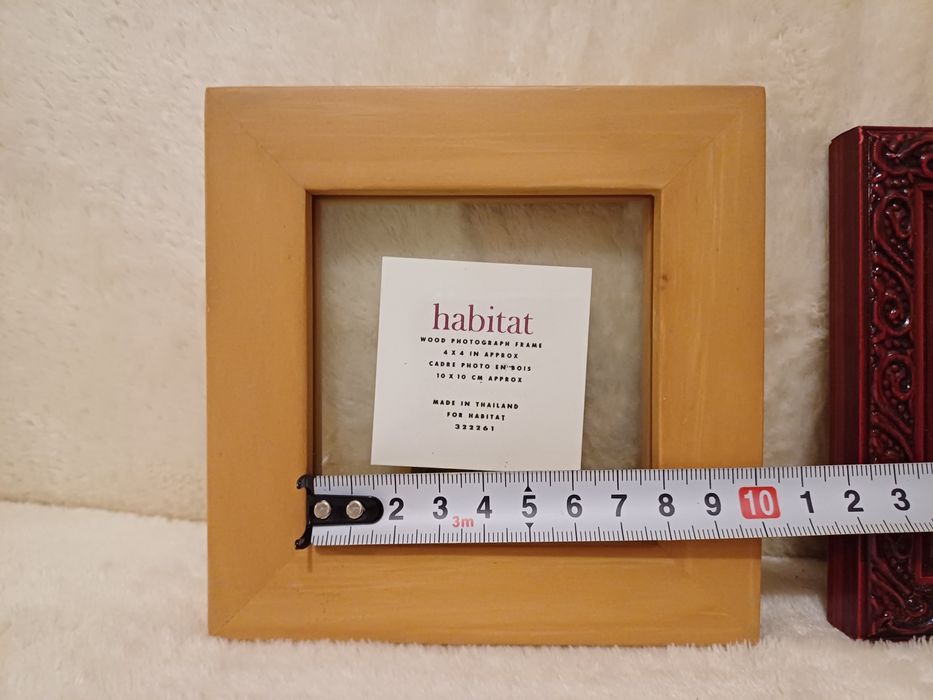 habitat
WOOD PHOTOGRAPH FRAME
4 X 4 IN APPROX
CADRE PHOTO EN BOIS
10 X 10 CM APPROX
MADE IN THAILAND
FOR HABITAT
322261
2 3 4 5 6 7 8 9 10 1 2 3
3m